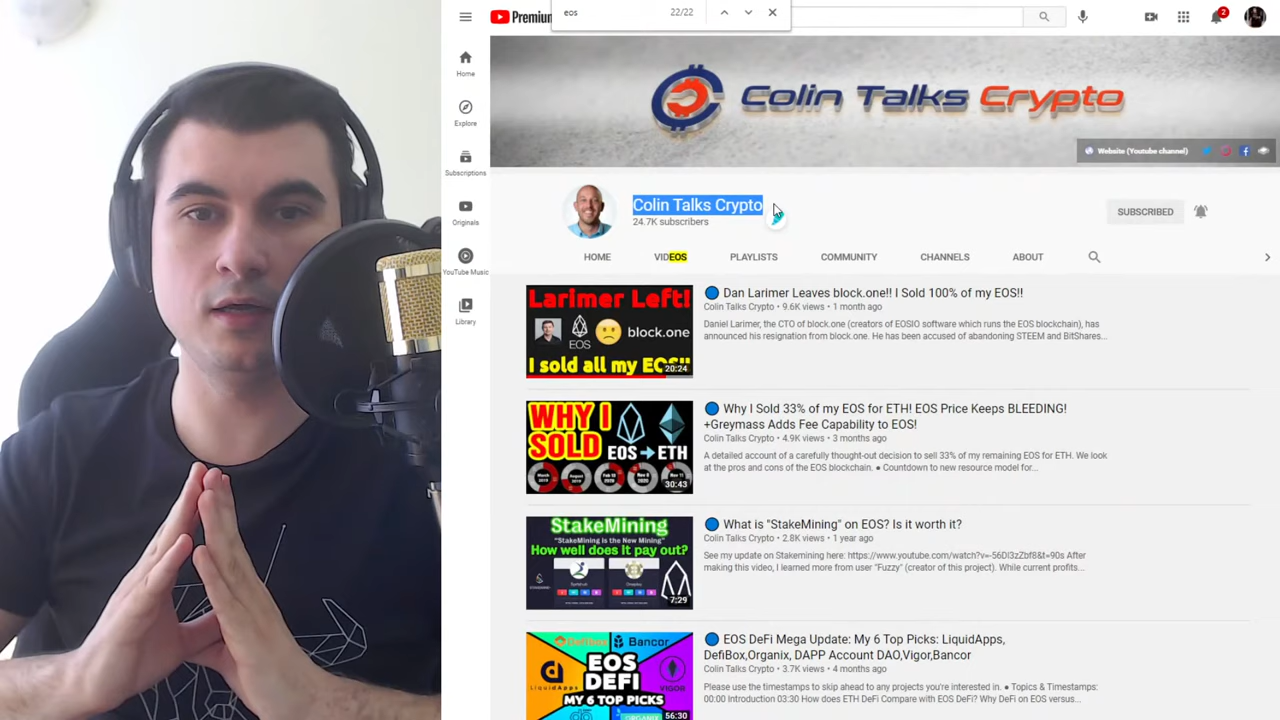 eos 22/22
Premium
2
Home
Explore
Subscriptions
Originals
YouTube Music
Library
Colin Talks Crypto
Website (Youtube channel)
Colin Talks Crypto
24.7K subscribers
SUBSCRIBED
HOME VIDEOS PLAYLISTS COMMUNITY CHANNELS ABOUT
Larimer Left!
EOS
block.one
I sold all my EOS!!
20:24
Dan Larimer Leaves block.one!! I Sold 100% of my EOS!!
Colin Talks Crypto • 9.6K views • 1 month ago
Daniel Larimer, the CTO of block.one (creators of EOSIO software which runs the EOS blockchain), has
announced his resignation from block.one. He has been accused of abandoning STEEM and BitShares...
WHY I
SOLD EOS→ETH
30:43
Why I Sold 33% of my EOS for ETH! EOS Price Keeps BLEEDING!
+Greymass Adds Fee Capability to EOS!
Colin Talks Crypto • 4.9K views • 3 months ago
A detailed account of a carefully thought-out decision to sell 33% of my remaining EOS for ETH. We look
at the pros and cons of the EOS blockchain. ● Countdown to new resource model for...
StakeMining
"StakeMining is the New Mining"
How well does it pay out?
7:29
What is "StakeMining" on EOS? Is it worth it?
Colin Talks Crypto • 2.8K views • 1 year ago
See my update on Stakemining here: https://www.youtube.com/watch?v=-56DI3zZbf8&t=90s After
making this video, I learned more from user "Fuzzy" (creator of this project). While current profits...
Bancor
EOS
DEFI
LiquidApps
VIGOR
MY 6 TOP PICKS
56:30
EOS DeFi Mega Update: My 6 Top Picks: LiquidApps,
DefiBox,Organix, DAPP Account DAO,Vigor,Bancor
Colin Talks Crypto • 3.7K views • 4 months ago
Please use the timestamps to skip ahead to any projects you're interested in. ● Topics & Timestamps:
00:00 Introduction 03:30 How does ETH DeFi Compare with EOS DeFi? Why DeFi on EOS versus...